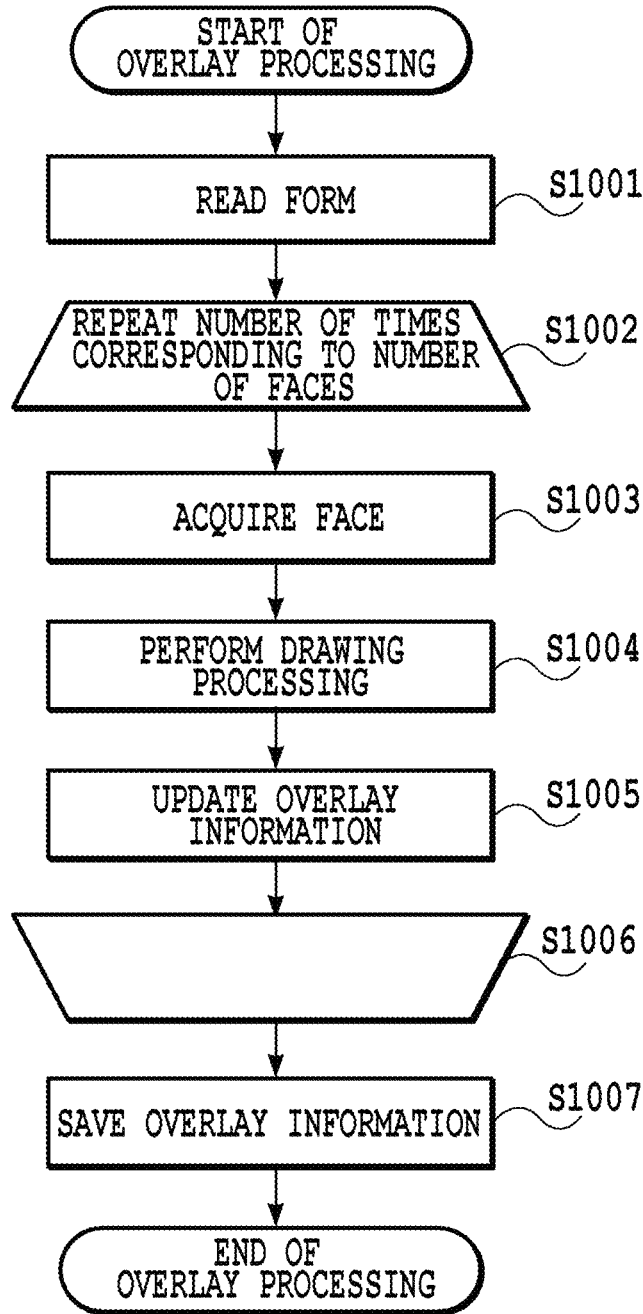 START OF
OVERLAY PROCESSING
READ FORM
S1001
REPEAT NUMBER OF TIMES
CORRESPONDING TO NUMBER
OF FACES
S1002
ACQUIRE FACE
S1003
PERFORM DRAWING
PROCESSING
S1004
UPDATE OVERLAY
INFORMATION
S1005
S1006
SAVE OVERLAY INFORMATION
S1007
END OF
OVERLAY PROCESSING